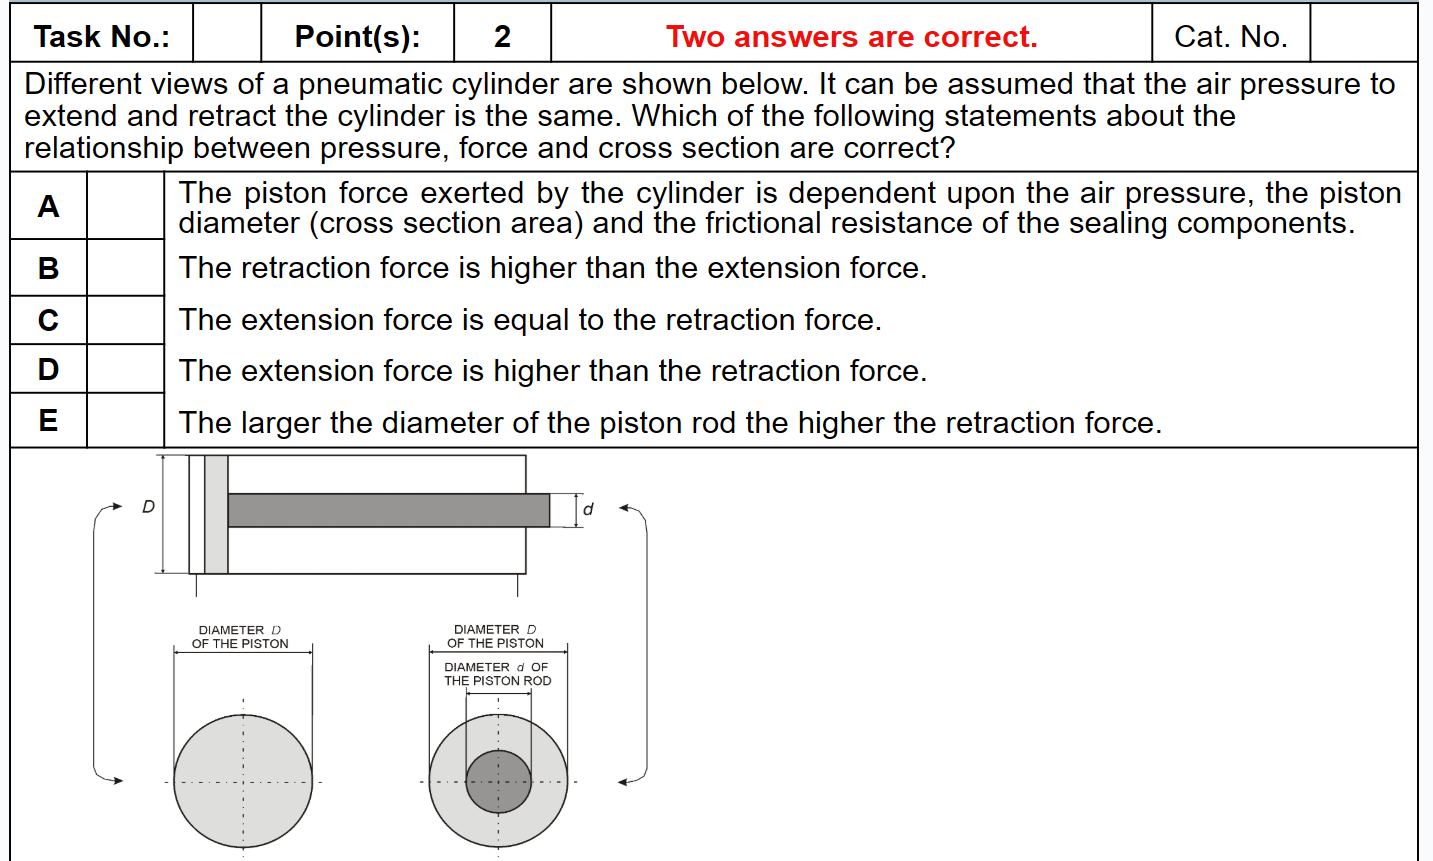 Task No.: Point(s): 2 Two answers are correct. Cat. No.
Different views of a pneumatic cylinder are shown below. It can be assumed that the air pressure to
extend and retract the cylinder is the same. Which of the following statements about the
relationship between pressure, force and cross section are correct?
A The piston force exerted by the cylinder is dependent upon the air pressure, the piston
diameter (cross section area) and the frictional resistance of the sealing components.
B The retraction force is higher than the extension force.
C The extension force is equal to the retraction force.
D The extension force is higher than the retraction force.
E The larger the diameter of the piston rod the higher the retraction force.
D d
DIAMETER D
OF THE PISTON
DIAMETER D
OF THE PISTON
DIAMETER d OF
THE PISTON ROD